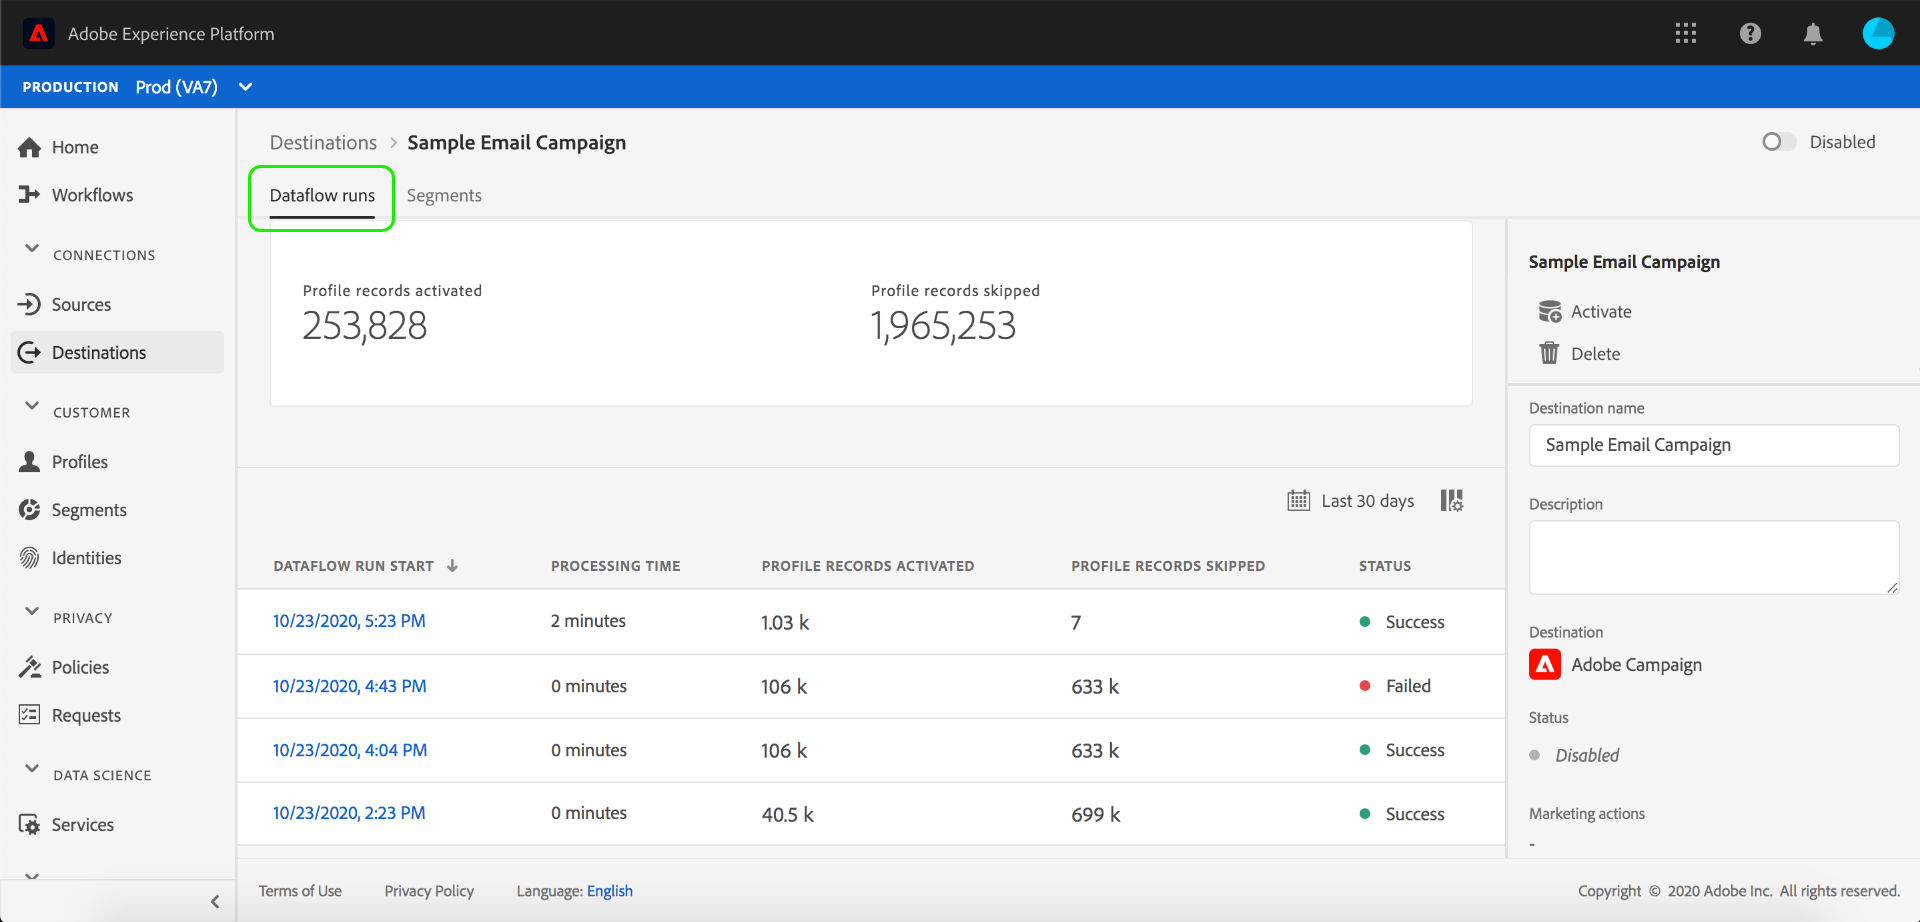 Adobe Experience Platform
PRODUCTION Prod (VA7)
Home
Workflows
CONNECTIONS
Sources
Destinations
CUSTOMER
Profiles
Segments
Identities
PRIVACY
Policies
Requests
DATA SCIENCE
Services
Destinations > Sample Email Campaign
Disabled
Dataflow runs Segments
Profile records activated
253,828
Profile records skipped
1,965,253
Last 30 days
DATAFLOW RUN START ↓ PROCESSING TIME PROFILE RECORDS ACTIVATED PROFILE RECORDS SKIPPED STATUS
10/23/2020, 5:23 PM 2 minutes 1.03 k 7 Success
10/23/2020, 4:43 PM 0 minutes 106 k 633 k Failed
10/23/2020, 4:04 PM 0 minutes 106 k 633 k Success
10/23/2020, 2:23 PM 0 minutes 40.5 k 699 k Success
Sample Email Campaign
Activate
Delete
Destination name
Sample Email Campaign
Description
Destination
Adobe Campaign
Status
Disabled
Marketing actions
-
Terms of Use Privacy Policy Language: English
Copyright © 2020 Adobe Inc. All rights reserved.